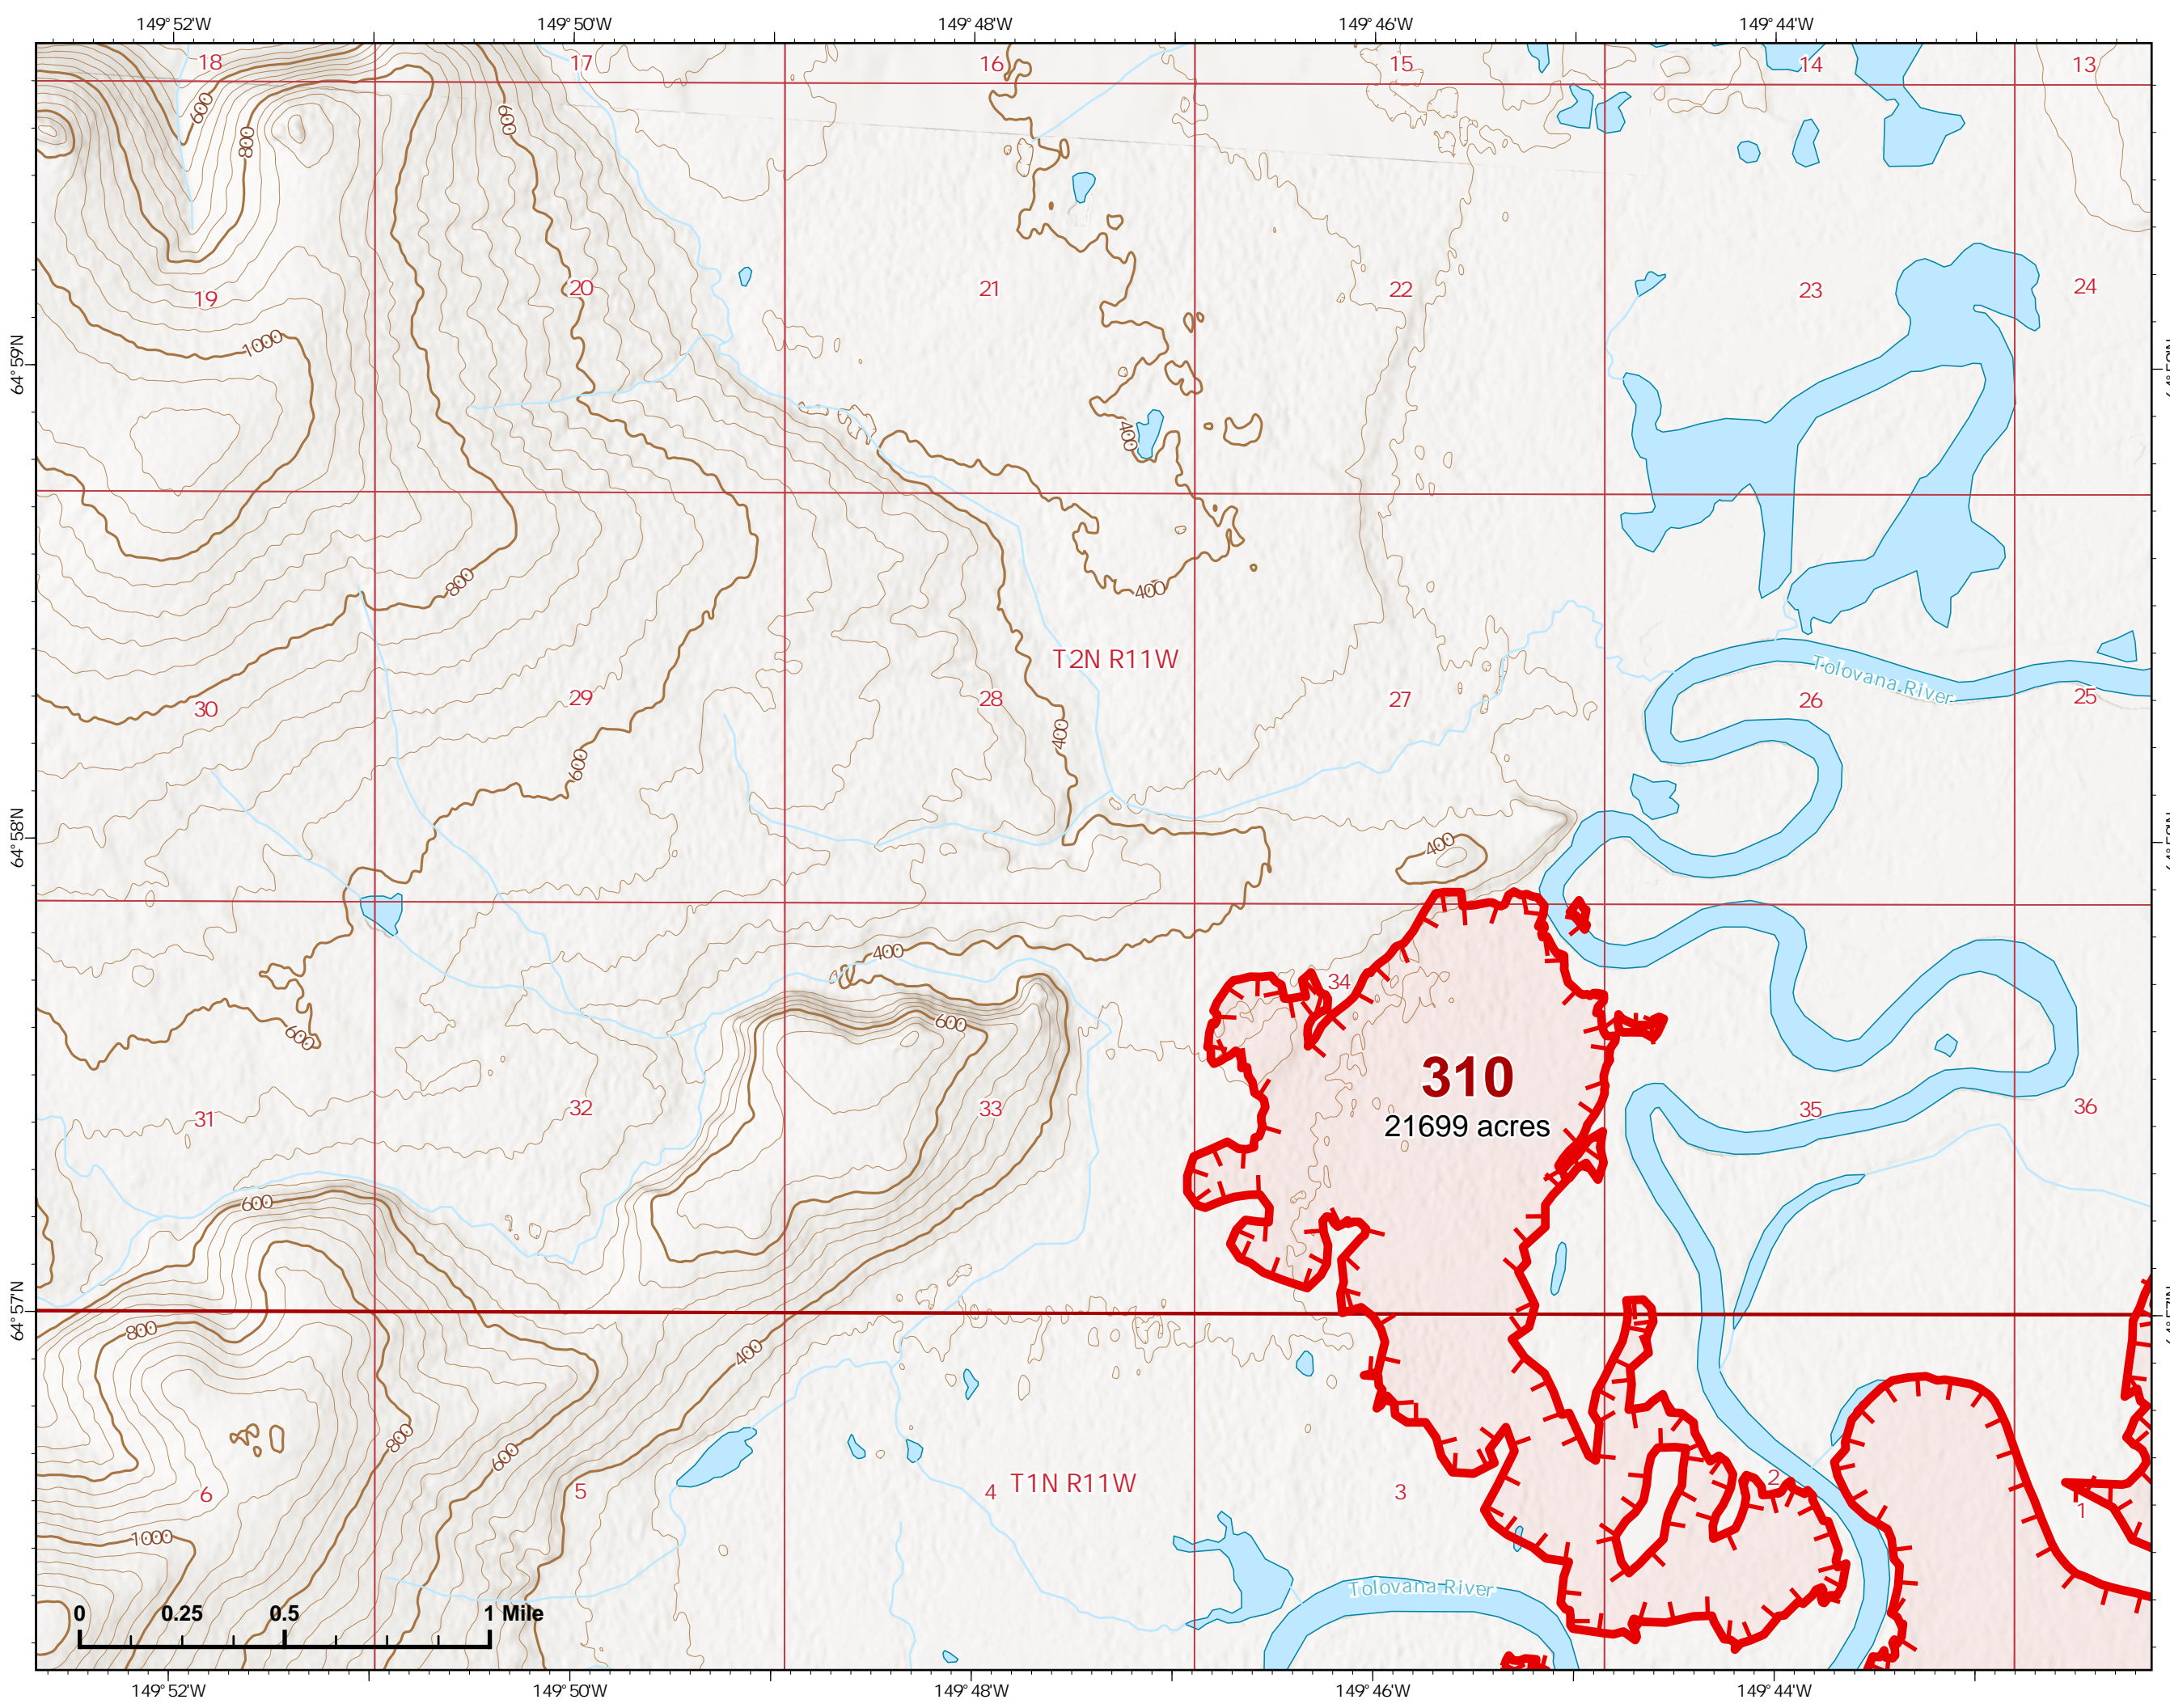 149°52'W 149°50'W 149°48'W 149°46'W 149°44'W
18 17 16 15 14 13
600 800 600
19 20 21 22 23 24
1000
64°59'N
400
800 400
T2N R11W
Tolovana River
30 29 28 27 26 25
400
600
64°58'N
400
400
34
600
600
310
21699 acres
31 32 33 35 36
600
64°57'N
800
400
800
600
2
T1N R11W
6 5 4 3 1
1000
Tolovana River
0 0.25 0.5 1 Mile
149°52'W 149°50'W 149°48'W 149°46'W 149°44'W